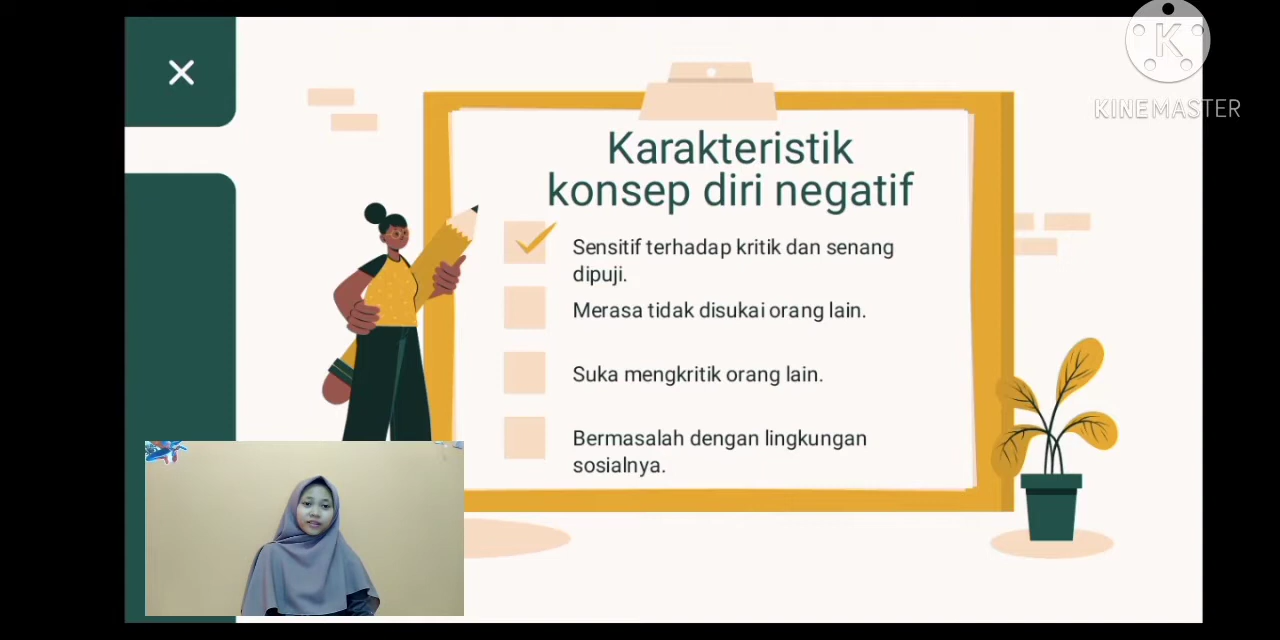 K
KINEMASTER
Karakteristik
konsep diri negatif
Sensitif terhadap kritik dan senang
dipuji.
Merasa tidak disukai orang lain.
Suka mengkritik orang lain.
Bermasalah dengan lingkungan
sosialnya.